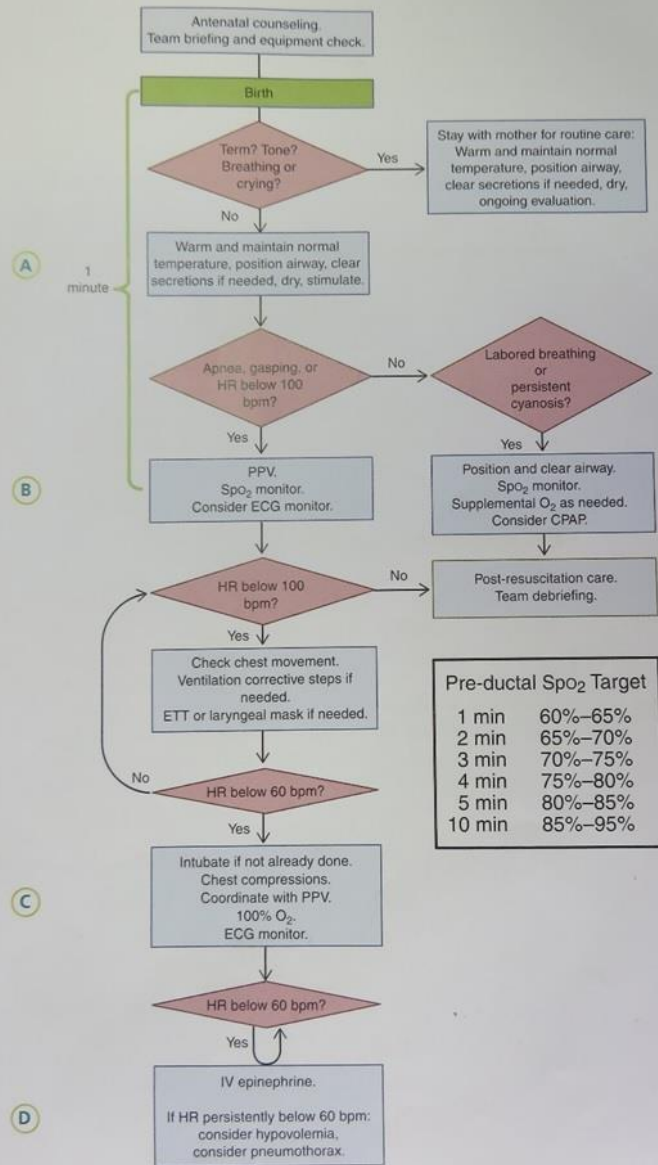 Antenatal counseling.
Team briefing and equipment check.
Birth
Term? Tone?
Breathing or
crying?
Yes
Stay with mother for routine care:
Warm and maintain normal
temperature, position airway,
clear secretions if needed, dry,
ongoing evaluation.
No
A
1
minute
Warm and maintain normal
temperature, position airway, clear
secretions if needed, dry, stimulate.
Apnea, gasping, or
HR below 100
bpm?
No
Labored breathing
or
persistent
cyanosis?
Yes
Yes
B
PPV.
Spo₂ monitor.
Consider ECG monitor.
Position and clear airway.
Spo₂ monitor.
Supplemental O₂ as needed.
Consider CPAP.
HR below 100
bpm?
No
Post-resuscitation care.
Team debriefing.
Yes
Check chest movement.
Ventilation corrective steps if
needed.
ETT or laryngeal mask if needed.
Pre-ductal Spo₂ Target
1 min 60%–65%
2 min 65%–70%
3 min 70%–75%
4 min 75%–80%
5 min 80%–85%
10 min 85%–95%
No
HR below 60 bpm?
Yes
C
Intubate if not already done.
Chest compressions.
Coordinate with PPV.
100% O₂.
ECG monitor.
HR below 60 bpm?
Yes
D
IV epinephrine.
If HR persistently below 60 bpm:
consider hypovolemia,
consider pneumothorax.